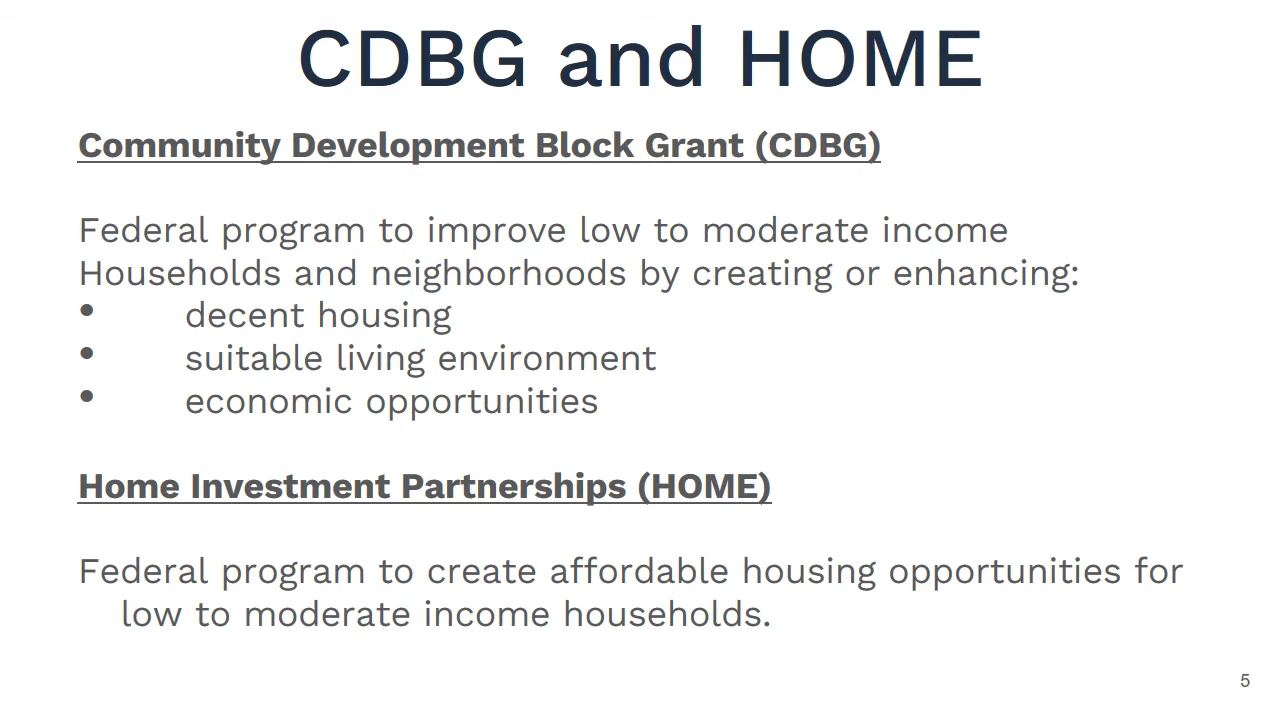 CDBG and HOME
Community Development Block Grant (CDBG)
Federal program to improve low to moderate income
Households and neighborhoods by creating or enhancing:
• decent housing
• suitable living environment
• economic opportunities
Home Investment Partnerships (HOME)
Federal program to create affordable housing opportunities for
low to moderate income households.
5